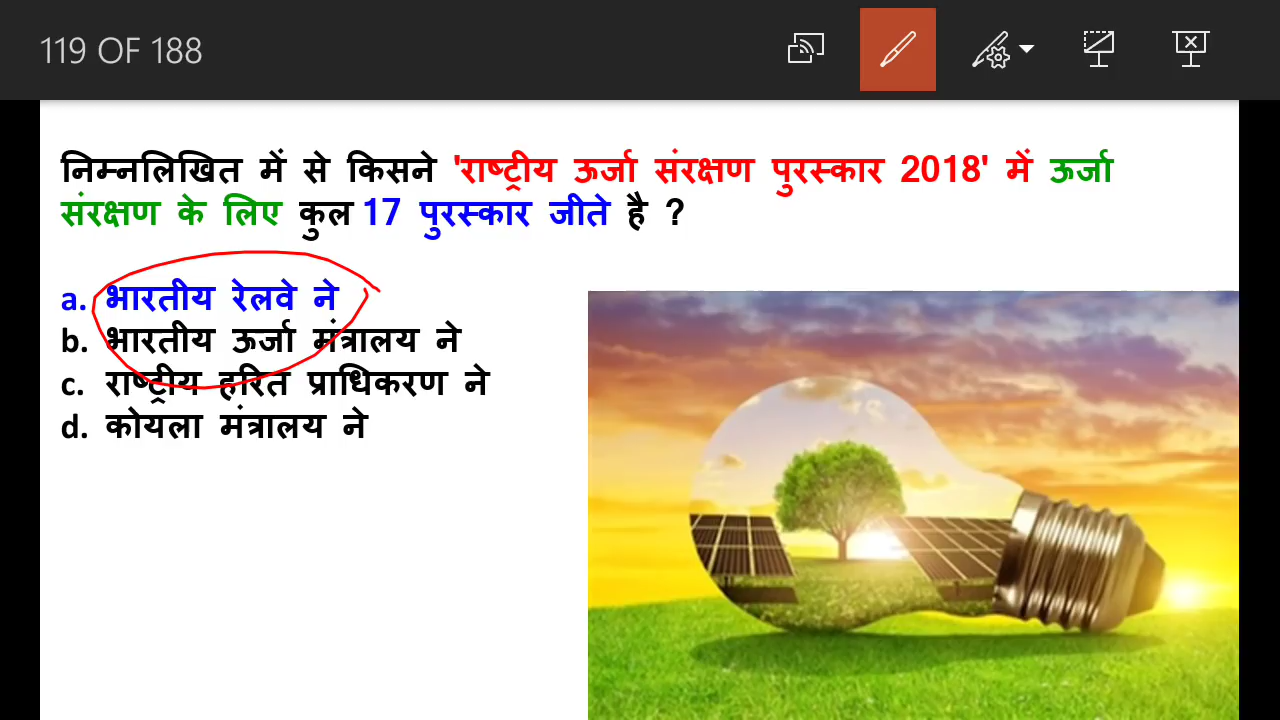 119 OF 188
निम्नलिखित में से किसने 'राष्ट्रीय ऊर्जा संरक्षण पुरस्कार 2018' में ऊर्जा
संरक्षण के लिए कुल 17 पुरस्कार जीते है ?
a. भारतीय रेलवे ने
b. भारतीय ऊर्जा मंत्रालय ने
c. राष्ट्रीय हरित प्राधिकरण ने
d. कोयला मंत्रालय ने